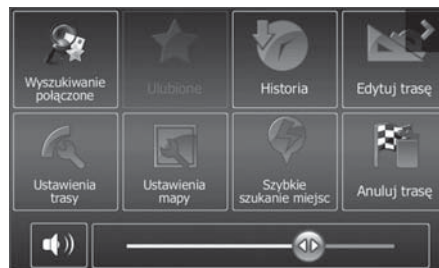 Wyszukiwanie
połączone
Ulubione
Historia
Edytuj trasę
Ustawienia
trasy
Ustawienia
mapy
Szybkie
szukanie miejsc
Anuluj trasę